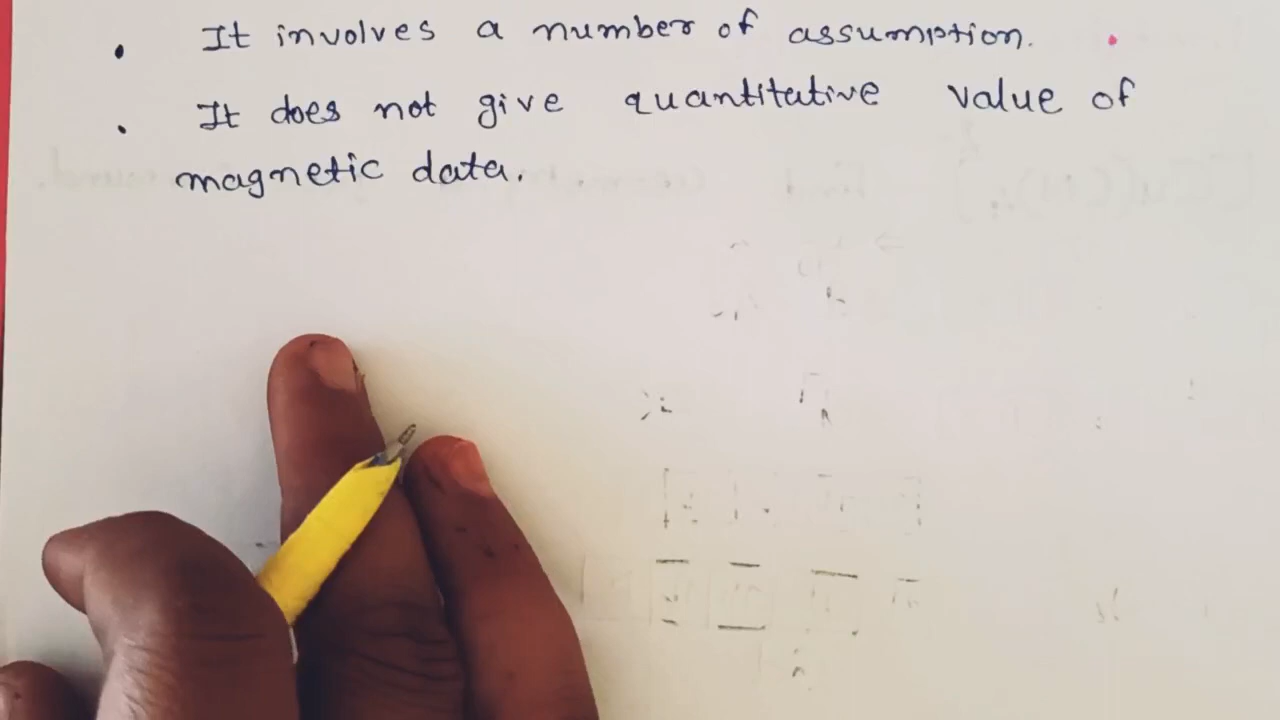 • It involves a number of assumption.
• It does not give quantitative value of
magnetic data.